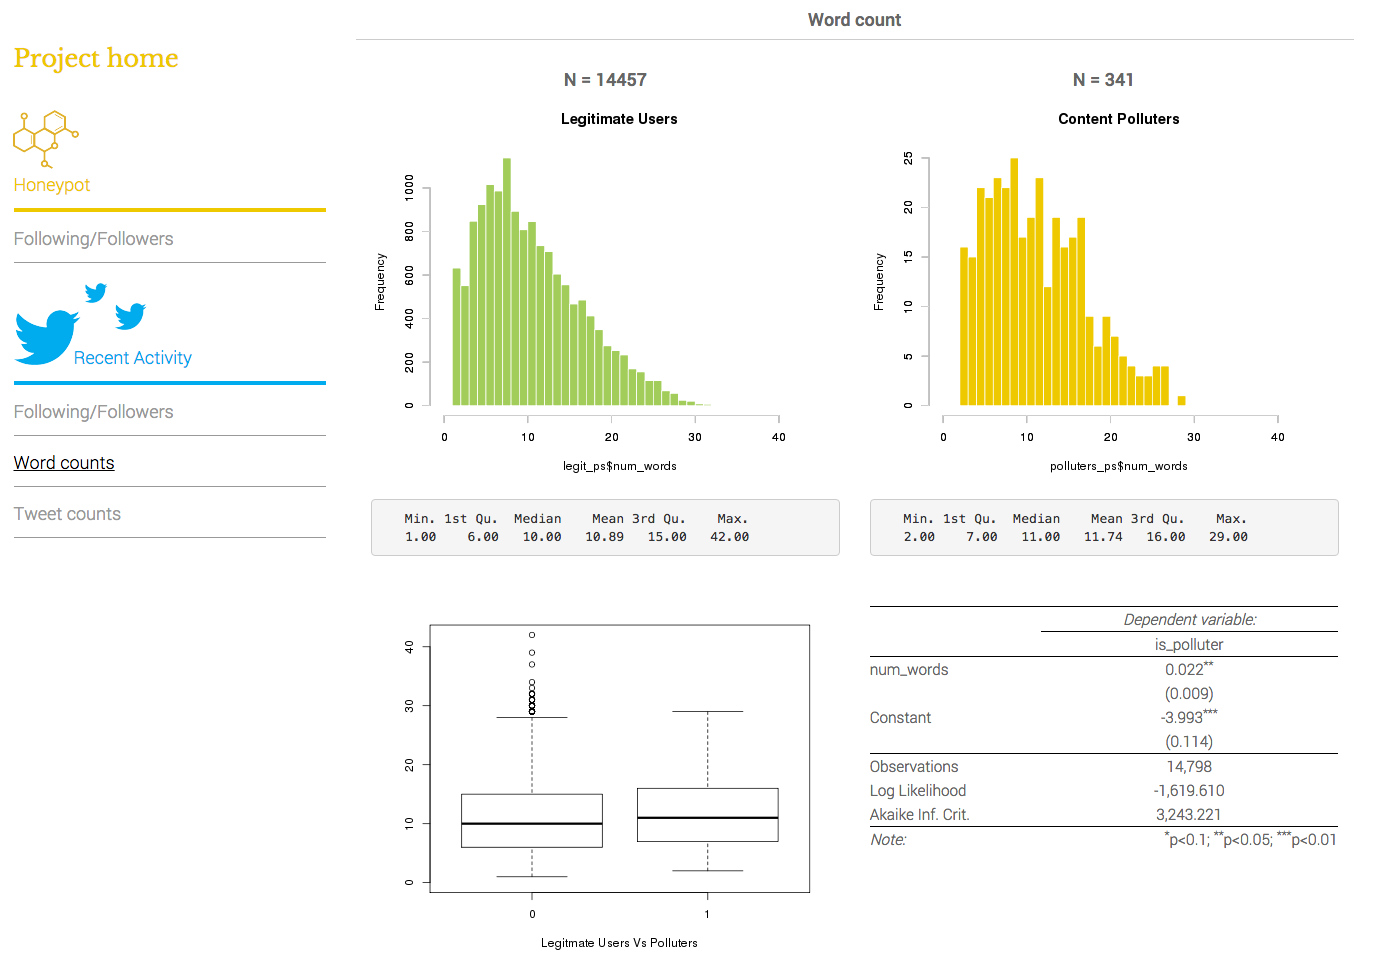 Project home
Honeypot
Following/Followers
Recent Activity
Following/Followers
Word counts
Tweet counts
Word count
N = 14457
Legitimate Users
Frequency
0 200 400 600 800 1000
0 10 20 30 40
legit_ps$num_words
Min. 1st Qu. Median Mean 3rd Qu. Max.
1.00 6.00 10.00 10.89 15.00 42.00
N = 341
Content Polluters
Frequency
0 5 10 15 20 25
0 10 20 30 40
polluters_ps$num_words
Min. 1st Qu. Median Mean 3rd Qu. Max.
2.00 7.00 11.00 11.74 16.00 29.00
0 10 20 30 40
0 1
Legitmate Users Vs Polluters
Dependent variable:
is_polluter
num_words 0.022**
(0.009)
Constant -3.993***
(0.114)
Observations 14,798
Log Likelihood -1,619.610
Akaike Inf. Crit. 3,243.221
Note: *p<0.1; **p<0.05; ***p<0.01